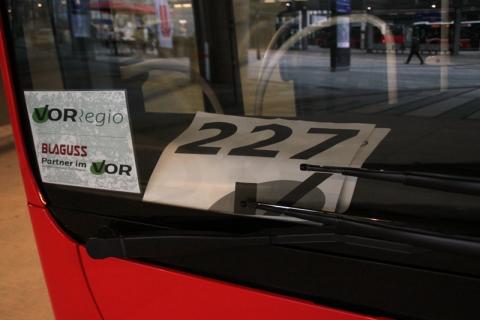 VORRegio
BLAGUSS
Partner im VOR
227